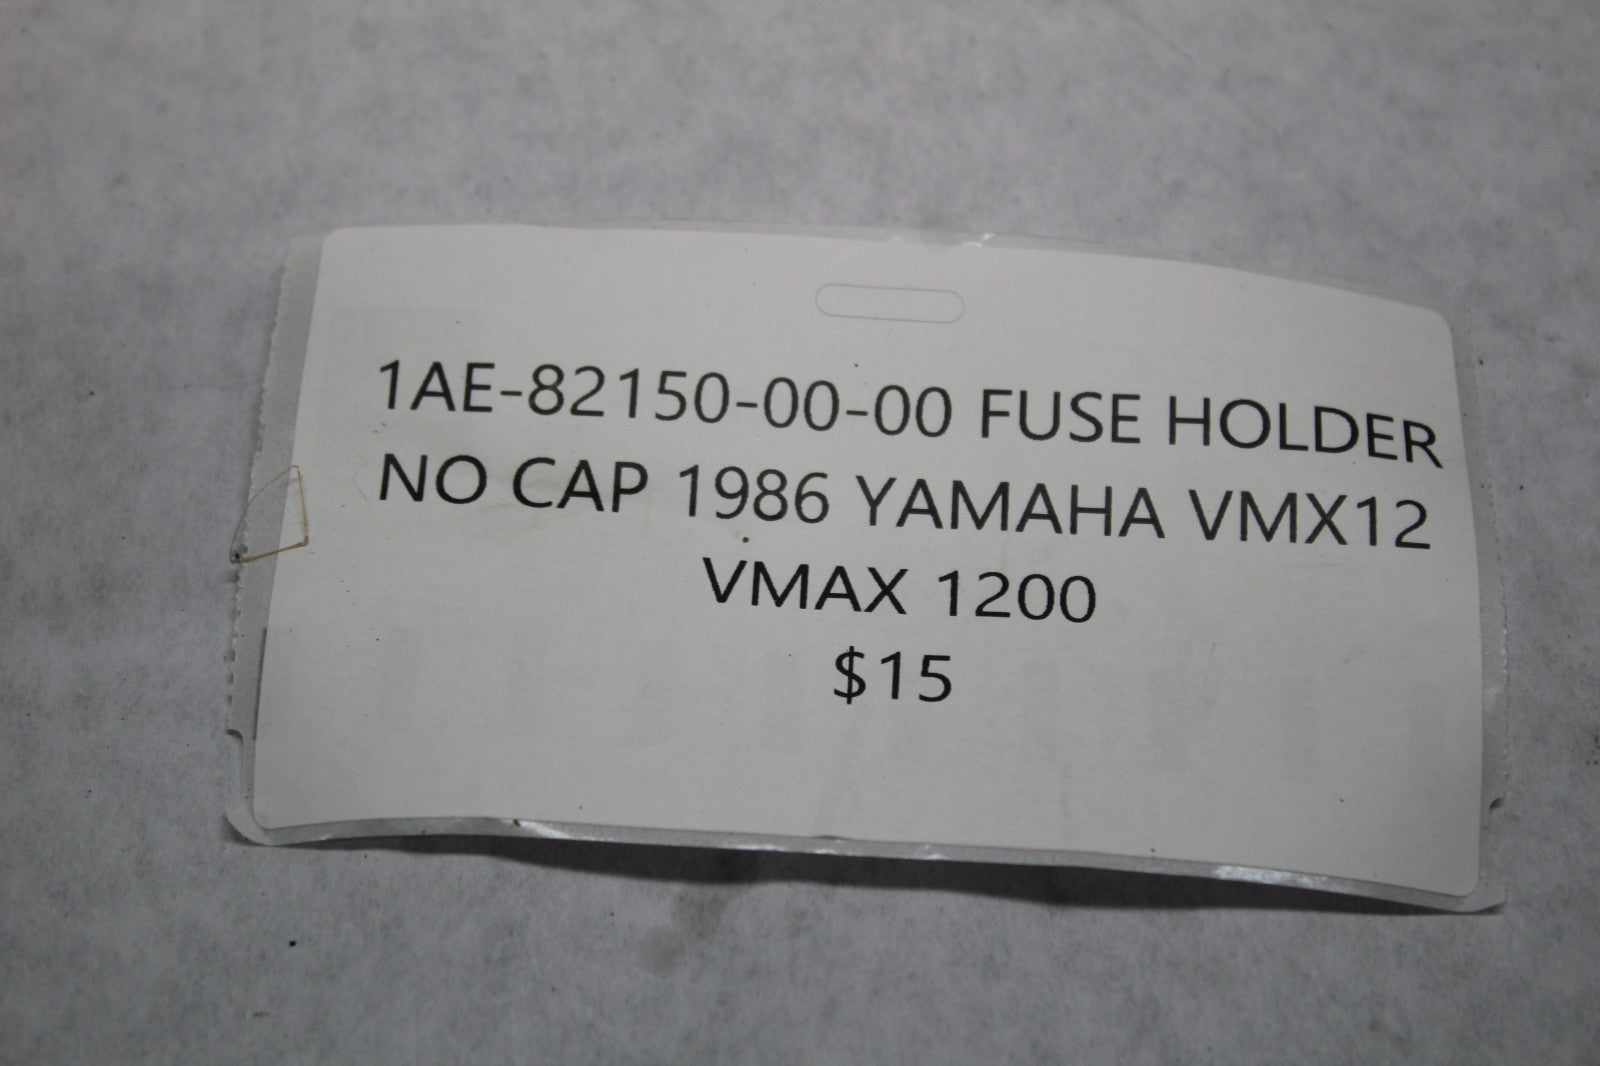 1AE-82150-00-00 FUSE HOLDER
NO CAP 1986 YAMAHA VMX12
VMAX 1200
$15